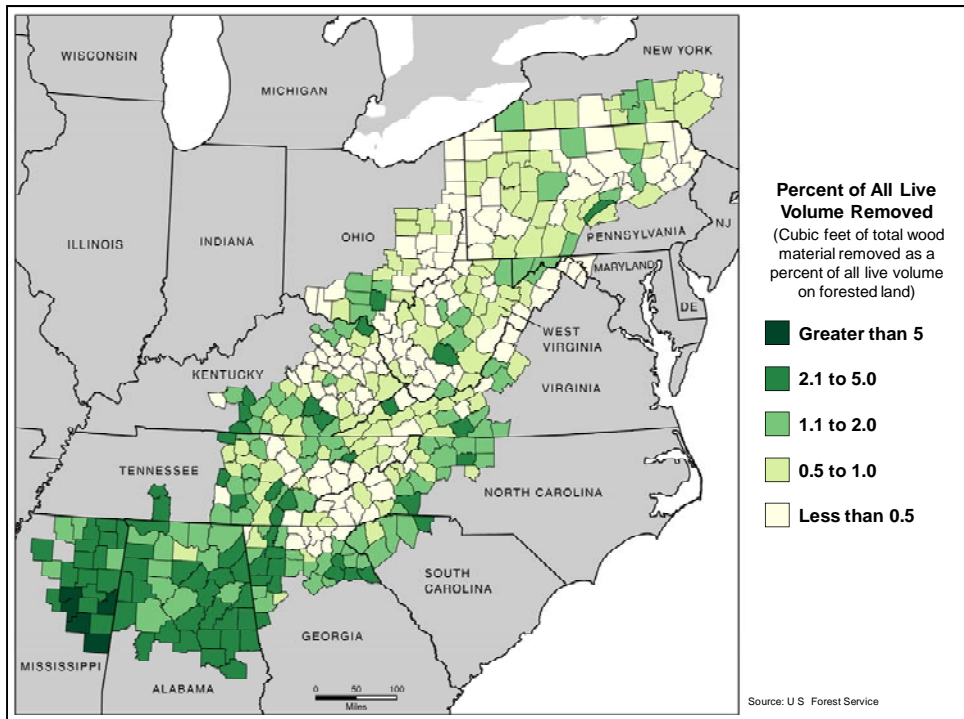 WISCONSIN
MICHIGAN
NEW YORK
ILLINOIS
INDIANA
OHIO
PENNSYLVANIA
NJ
MARYLAND
DE
WEST
VIRGINIA
KENTUCKY
VIRGINIA
TENNESSEE
NORTH CAROLINA
SOUTH
CAROLINA
GEORGIA
MISSISSIPPI
ALABAMA
0 50 100
Miles
Percent of All Live
Volume Removed
(Cubic feet of total wood
material removed as a
percent of all live volume
on forested land)
Greater than 5
2.1 to 5.0
1.1 to 2.0
0.5 to 1.0
Less than 0.5
Source: U S Forest Service